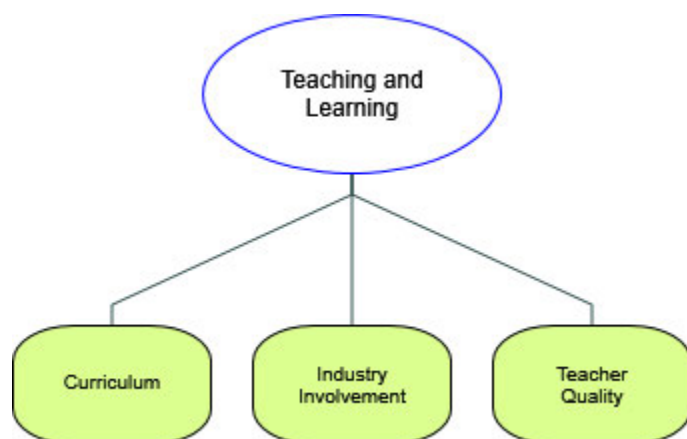 Teaching and
Learning
Curriculum
Industry
Involvement
Teacher
Quality